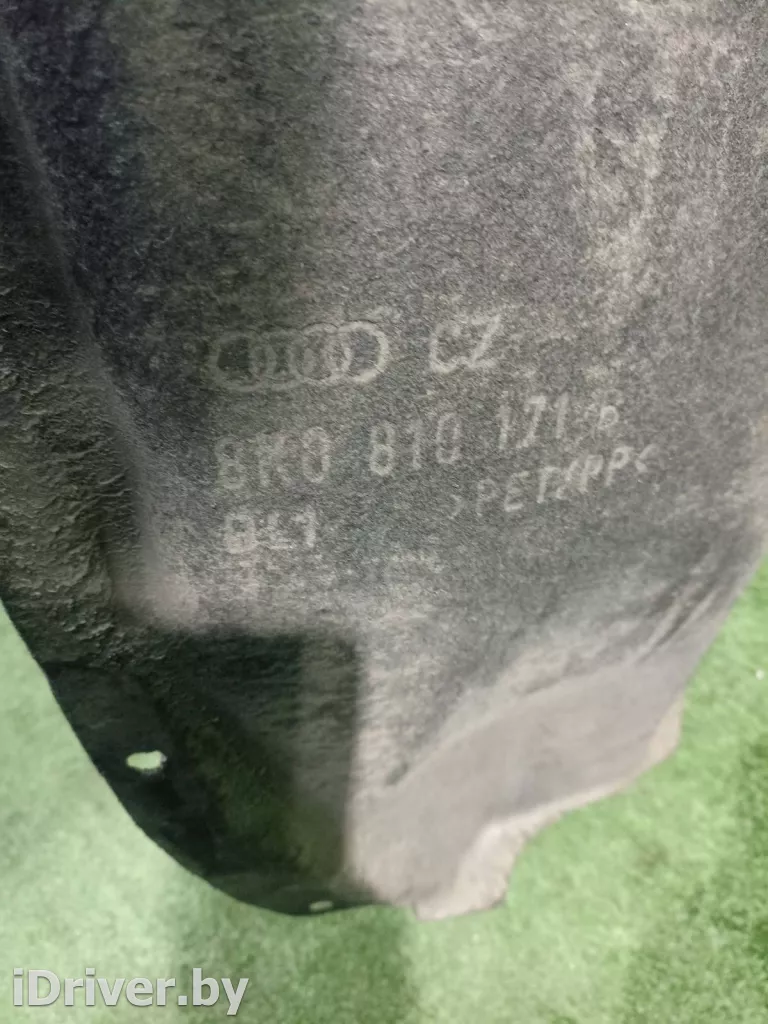 CZ
8K0 810 171 B
>PET/PP<
iDriver.by